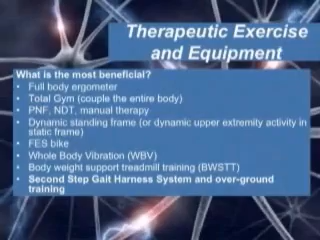 Therapeutic Exercise
and Equipment
What is the most beneficial?
• Full body ergometer
• Total Gym (couple the entire body)
• PNF, NDT, manual therapy
• Dynamic standing frame (or dynamic upper extremity activity in
static frame)
• FES bike
• Whole Body Vibration (WBV)
• Body weight support treadmill training (BWSTT)
• Second Step Gait Harness System and over-ground
training